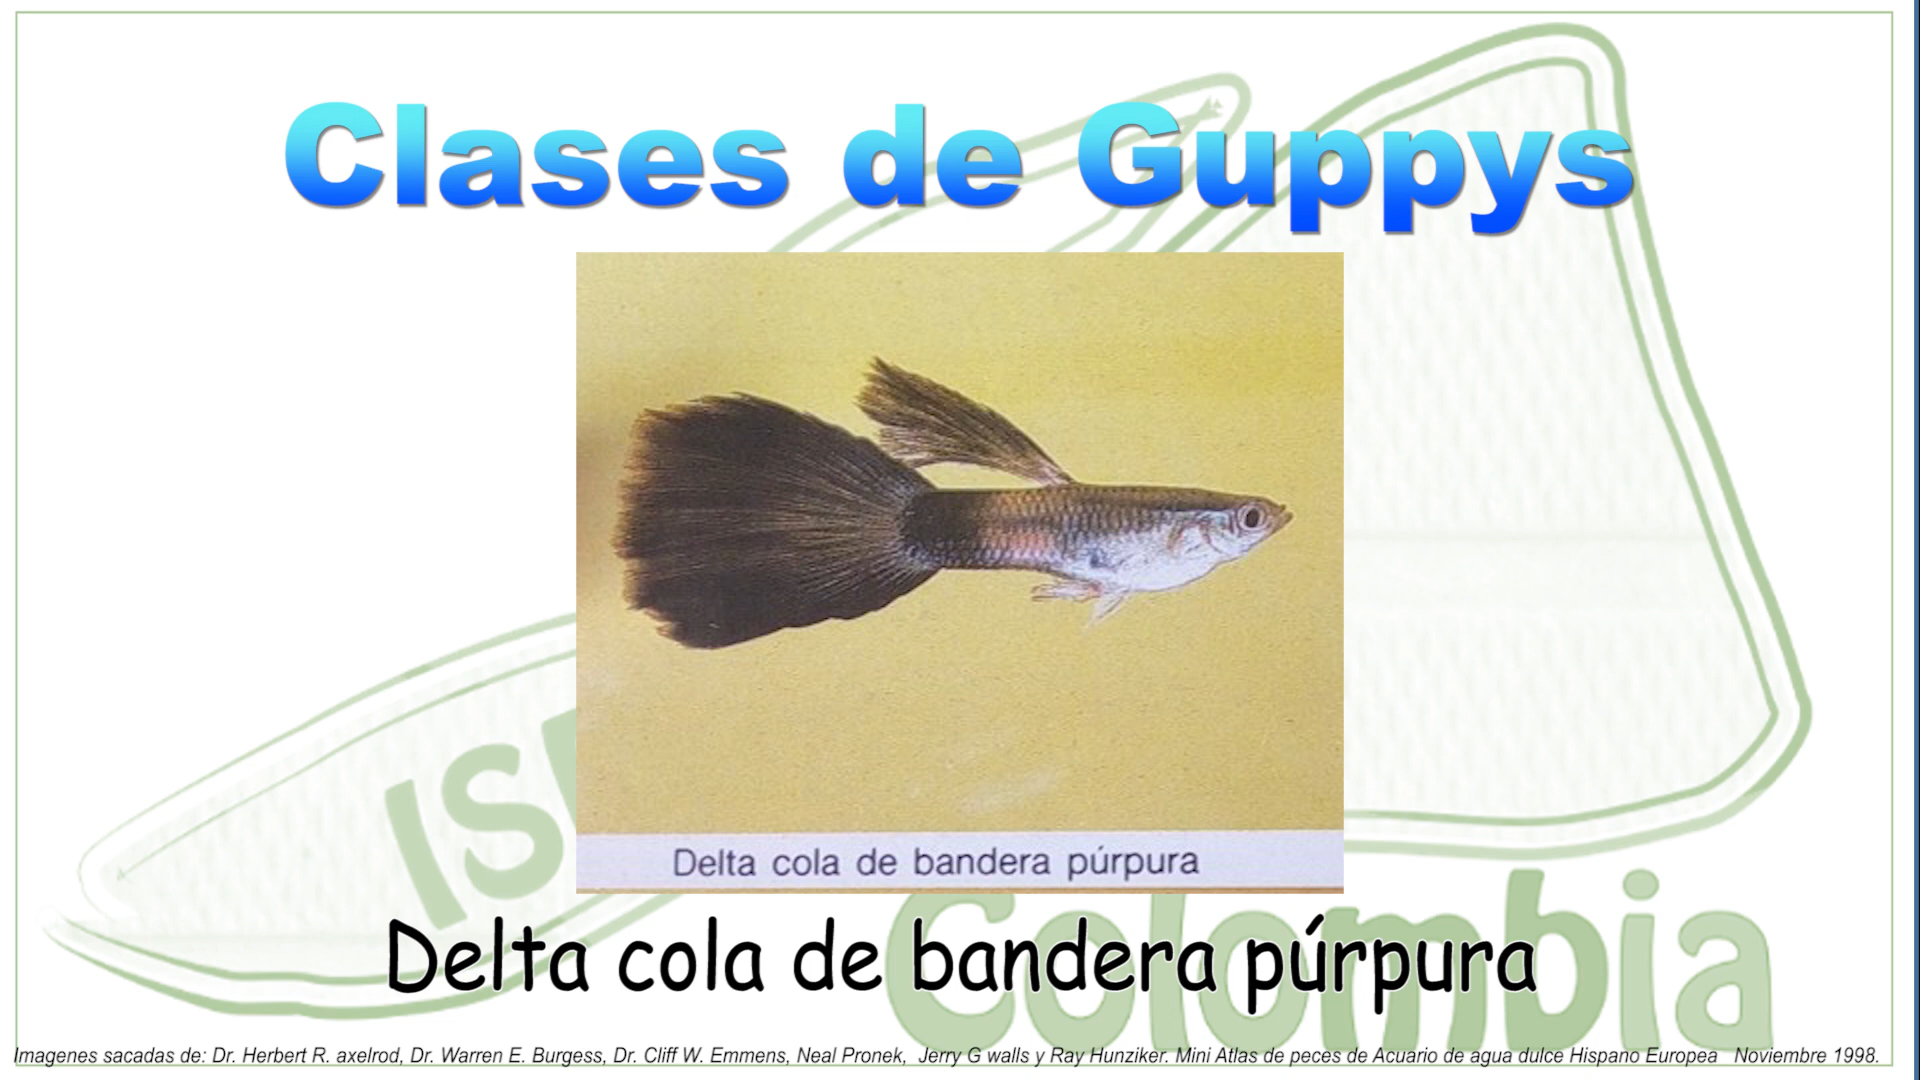 Clases de Guppys
Delta cola de bandera púrpura
Delta cola de bandera púrpura
IS
Colombia
Imagenes sacadas de: Dr. Herbert R. axelrod, Dr. Warren E. Burgess, Dr. Cliff W. Emmens, Neal Pronek, Jerry G walls y Ray Hunziker. Mini Atlas de peces de Acuario de agua dulce Hispano Europea Noviembre 1998.